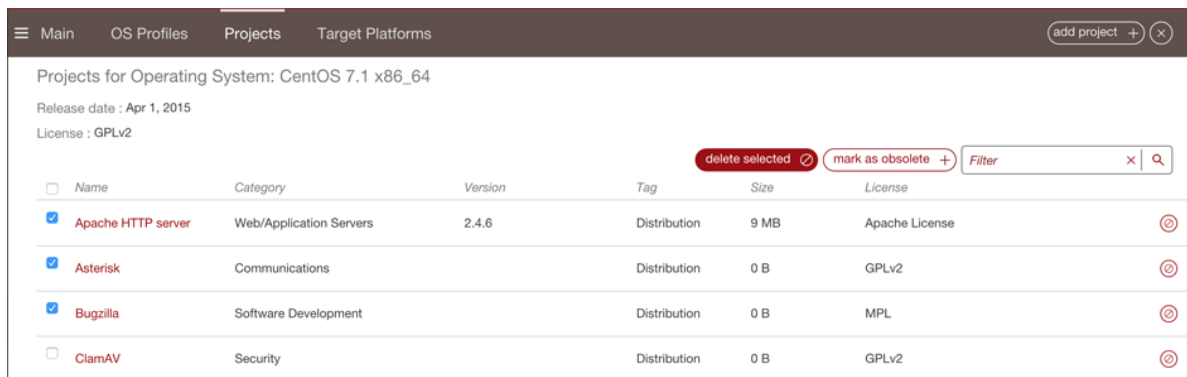 Main OS Profiles Projects Target Platforms add project +
Projects for Operating System: CentOS 7.1 x86_64
Release date : Apr 1, 2015
License : GPLv2
delete selected mark as obsolete + Filter
Name Category Version Tag Size License
Apache HTTP server Web/Application Servers 2.4.6 Distribution 9 MB Apache License
Asterisk Communications Distribution 0 B GPLv2
Bugzilla Software Development Distribution 0 B MPL
ClamAV Security Distribution 0 B GPLv2